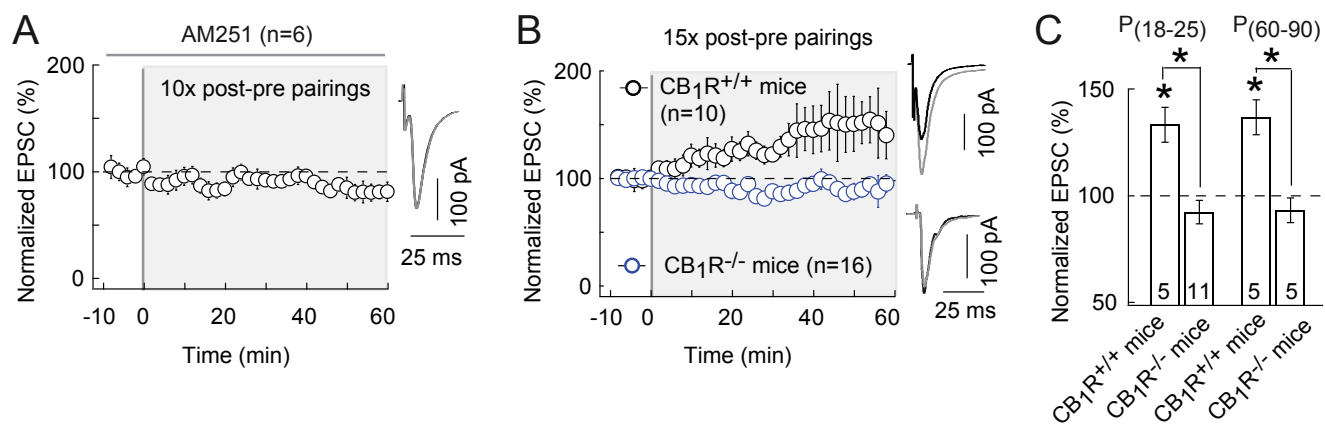 A
AM251 (n=6)
Normalized EPSC (%)
200
100
0
10x post-pre pairings
-10 0 20 40 60
Time (min)
100 pA
25 ms
B
15x post-pre pairings
Normalized EPSC (%)
200
100
0
CB1R+/+ mice
(n=10)
CB1R-/- mice (n=16)
-10 0 20 40 60
Time (min)
100 pA
100 pA
25 ms
C
P(18-25) P(60-90)
* *
* *
Normalized EPSC (%)
150
100
50
5 11 5 5
CB1R+/+ mice
CB1R-/- mice
CB1R+/+ mice
CB1R-/- mice